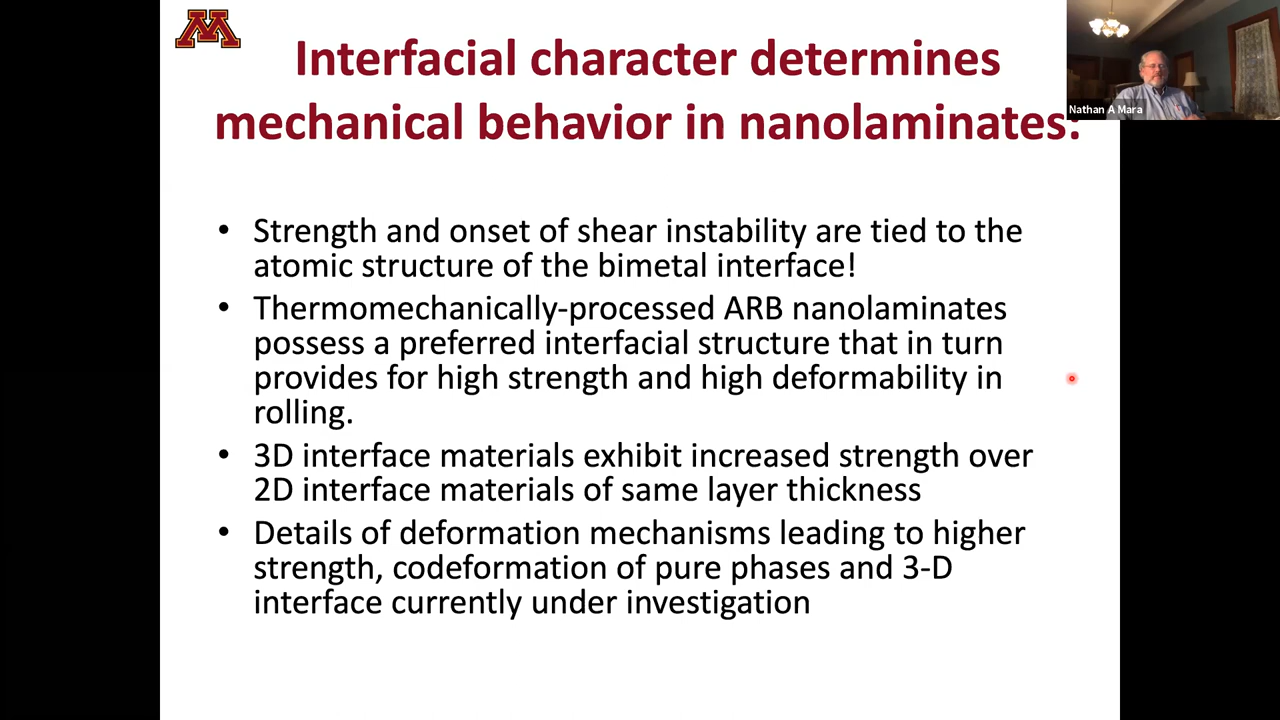 M
Interfacial character determines
mechanical behavior in nanolaminates:
Nathan A Mara
• Strength and onset of shear instability are tied to the
atomic structure of the bimetal interface!
• Thermomechanically-processed ARB nanolaminates
possess a preferred interfacial structure that in turn
provides for high strength and high deformability in
rolling.
• 3D interface materials exhibit increased strength over
2D interface materials of same layer thickness
• Details of deformation mechanisms leading to higher
strength, codeformation of pure phases and 3-D
interface currently under investigation